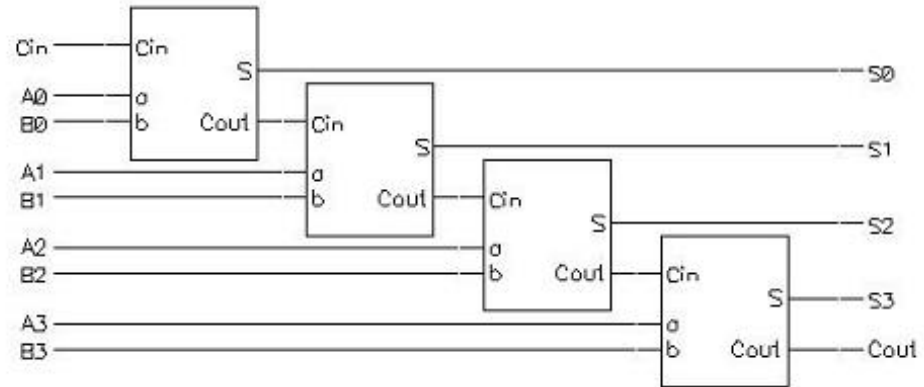 Cin Cin
S S0
A0 a
B0 b Cout Cin
S S1
A1 a
B1 b Cout Cin
S S2
A2 a
B2 b Cout Cin
S S3
A3 a
B3 b Cout Cout